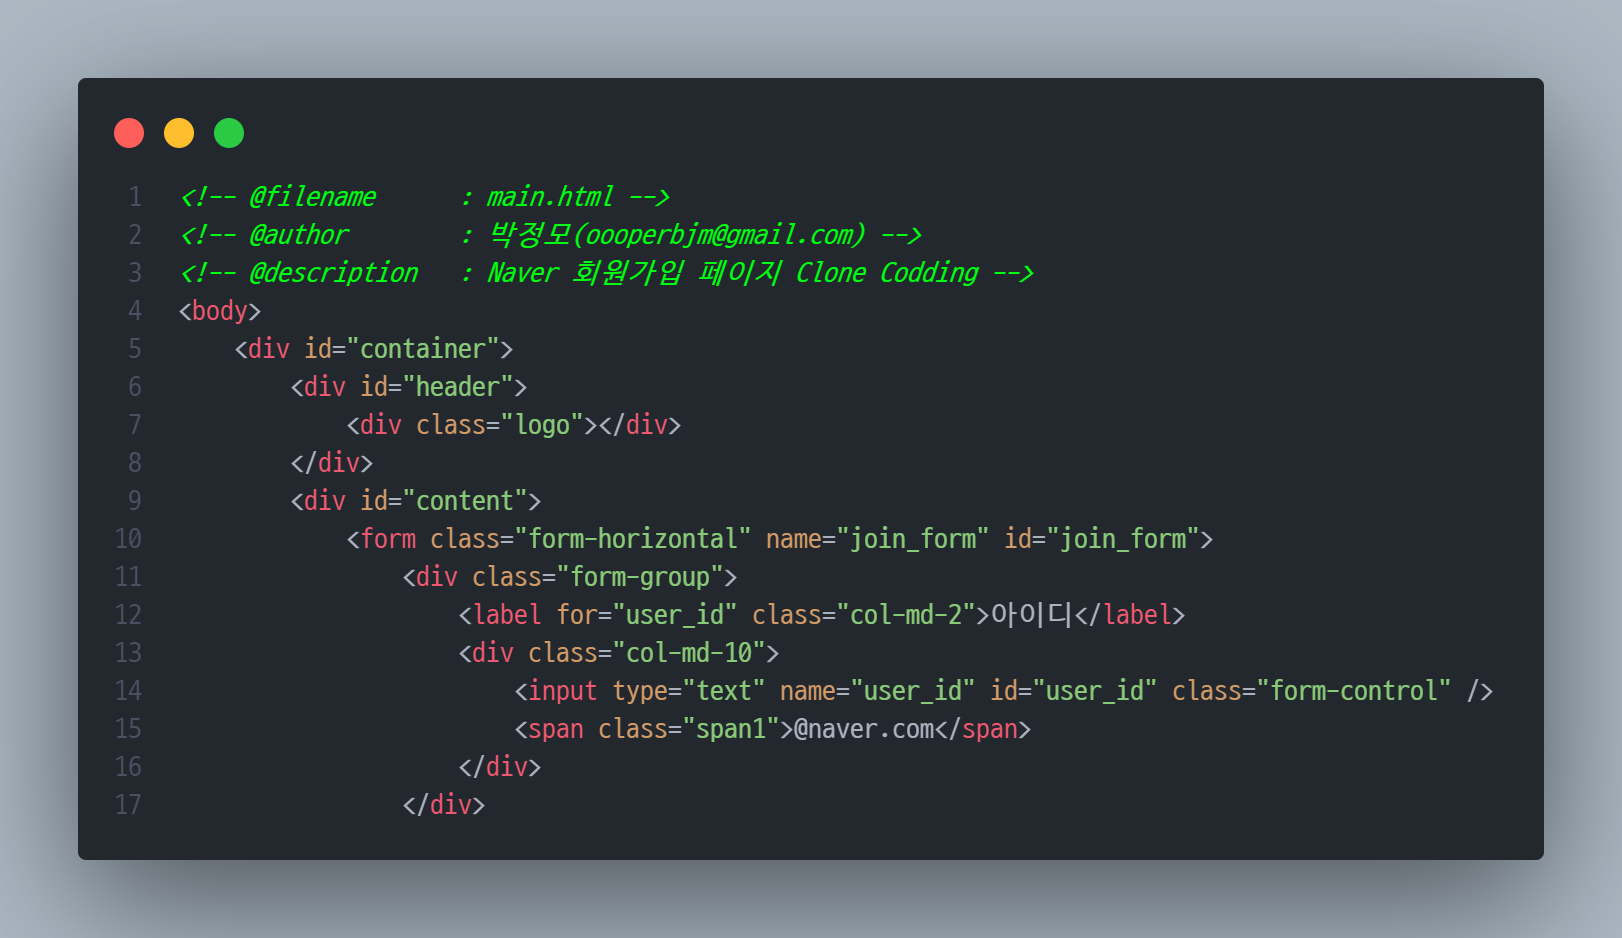 1 <!-- @filename      : main.html -->
2 <!-- @author        : 박정모(oooperbjm@gmail.com) -->
3 <!-- @description   : Naver 회원가입 페이지 Clone Codding -->
4 <body>
5     <div id="container">
6         <div id="header">
7             <div class="logo"></div>
8         </div>
9         <div id="content">
10             <form class="form-horizontal" name="join_form" id="join_form">
11                 <div class="form-group">
12                     <label for="user_id" class="col-md-2">아이디</label>
13                     <div class="col-md-10">
14                         <input type="text" name="user_id" id="user_id" class="form-control" />
15                         <span class="span1">@naver.com</span>
16                     </div>
17                 </div>